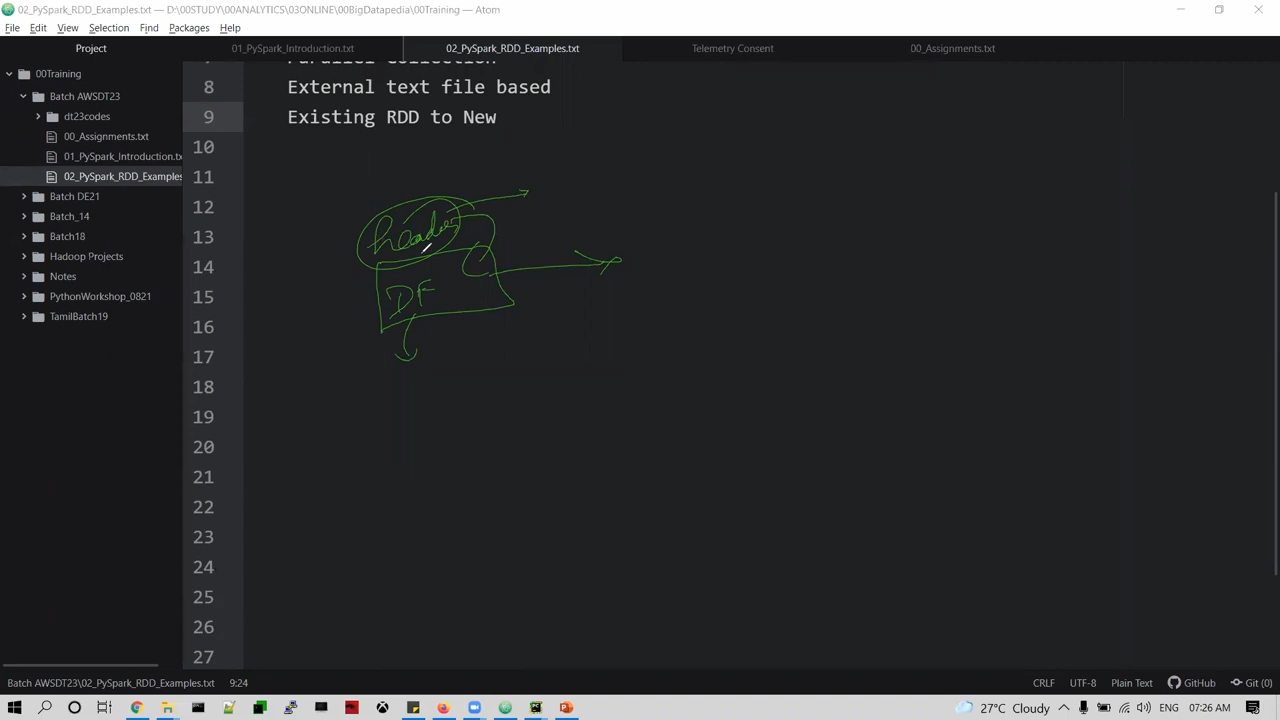 02_PySpark_RDD_Examples.txt — D:\00STUDY\00ANALYTICS\03ONLINE\00BigDatapedia\00Training — Atom
File Edit View Selection Find Packages Help
Project
01_PySpark_Introduction.txt
02_PySpark_RDD_Examples.txt
Telemetry Consent
00_Assignments.txt
00Training
Batch AWSDT23
dt23codes
00_Assignments.txt
01_PySpark_Introduction.tx
02_PySpark_RDD_Examples
Batch DE21
Batch_14
Batch18
Hadoop Projects
Notes
PythonWorkshop_0821
TamilBatch19
7 Parallel Collection
8 External text file based
9 Existing RDD to New
10
11
12
13
14
15
16
17
18
19
20
21
22
23
24
25
26
27
header
DF
Batch AWSDT23\02_PySpark_RDD_Examples.txt 9:24
CRLF UTF-8 Plain Text GitHub Git (0)
27°C Cloudy ENG 07:26 AM